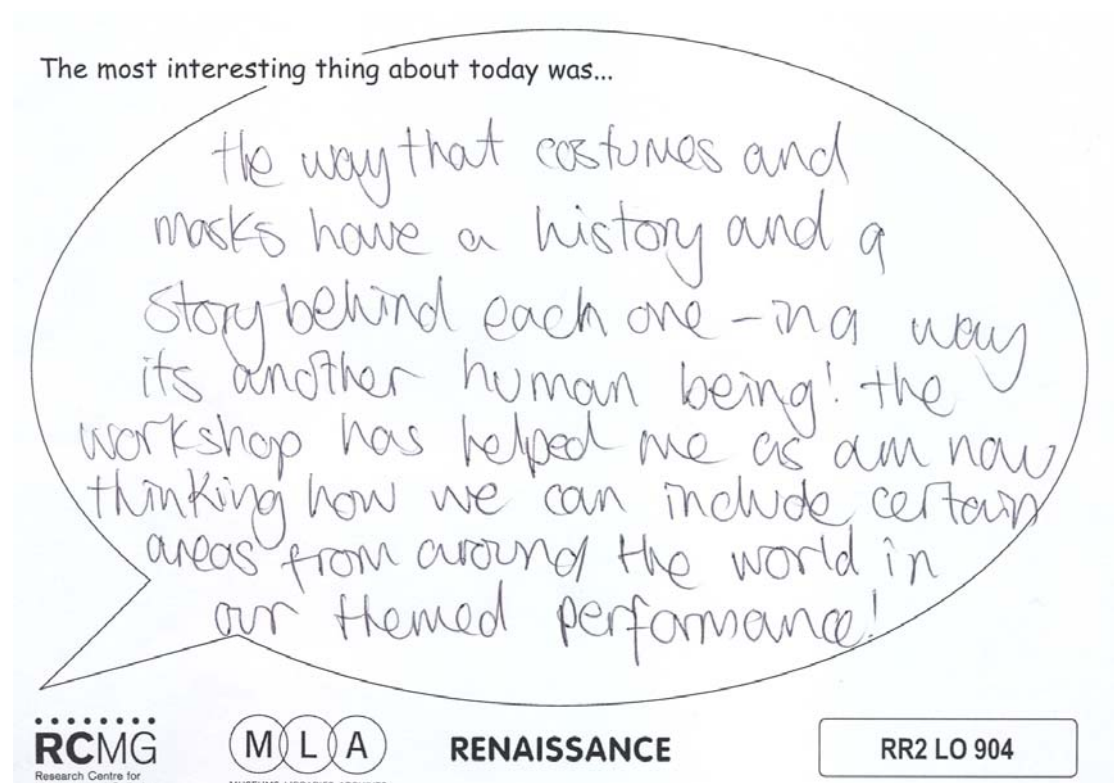 The most interesting thing about today was...
the way that costumes and
masks have a history and a
story behind each one - in a way
its another human being! the
workshop has helped me as am now
thinking how we can include certain
areas from around the world in
our themed performance!
RCMG
Research Centre for
MLA
RENAISSANCE
RR2 LO 904